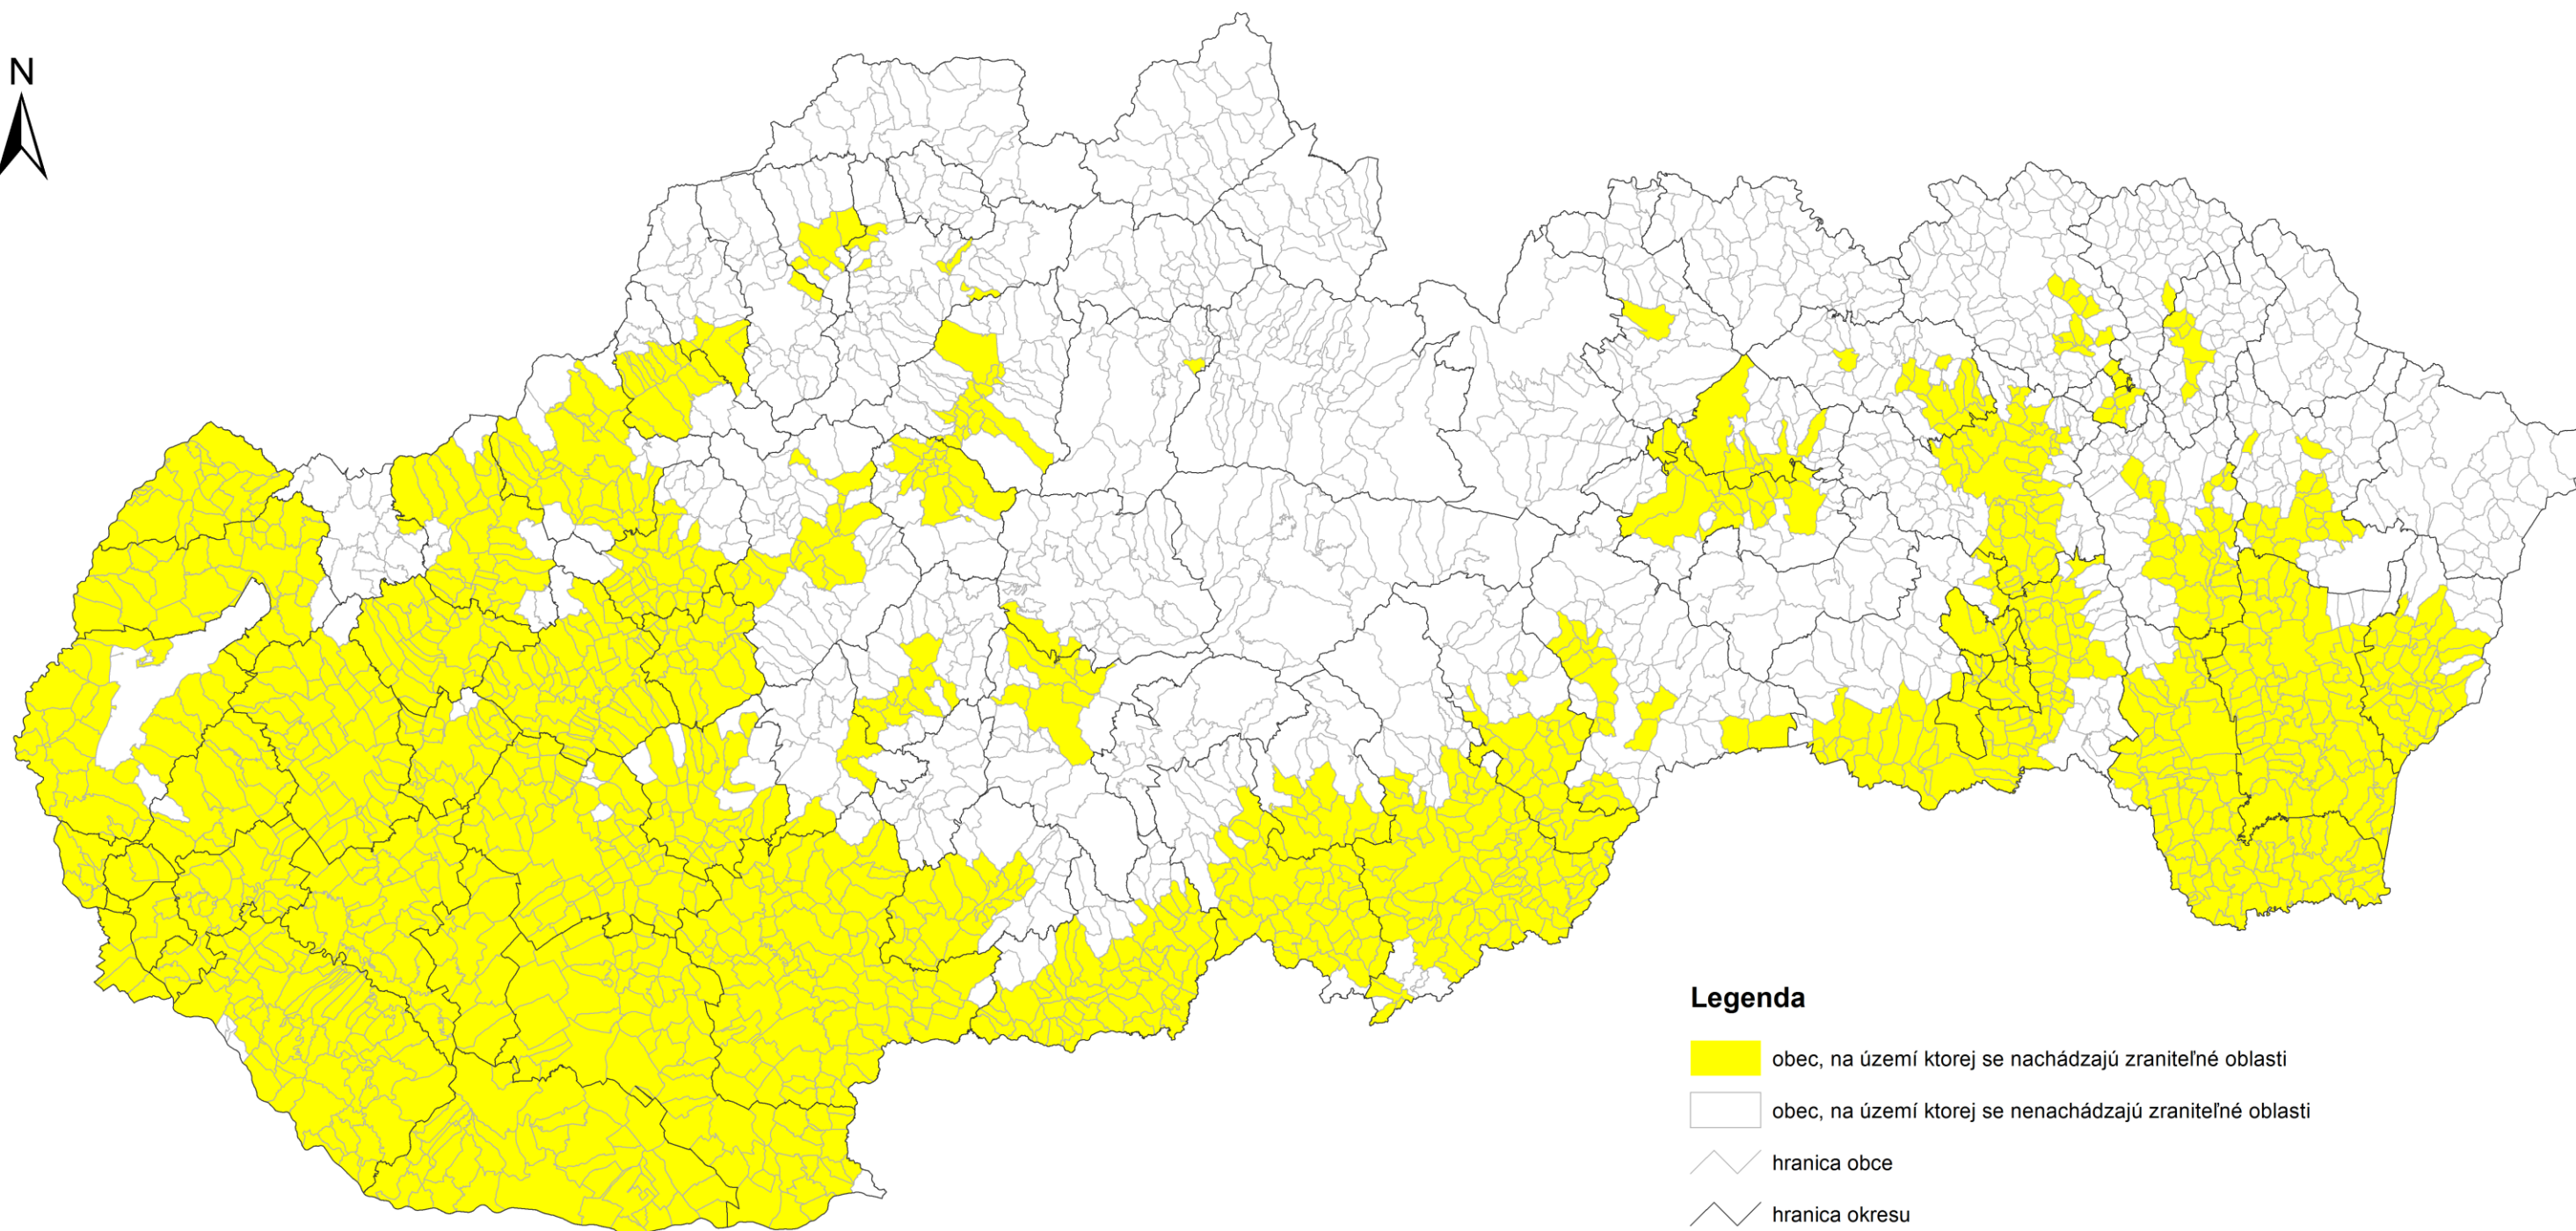 N
Legenda
obec, na území ktorej se nachádzajú zraniteľné oblasti
obec, na území ktorej se nenachádzajú zraniteľné oblasti
hranica obce
hranica okresu